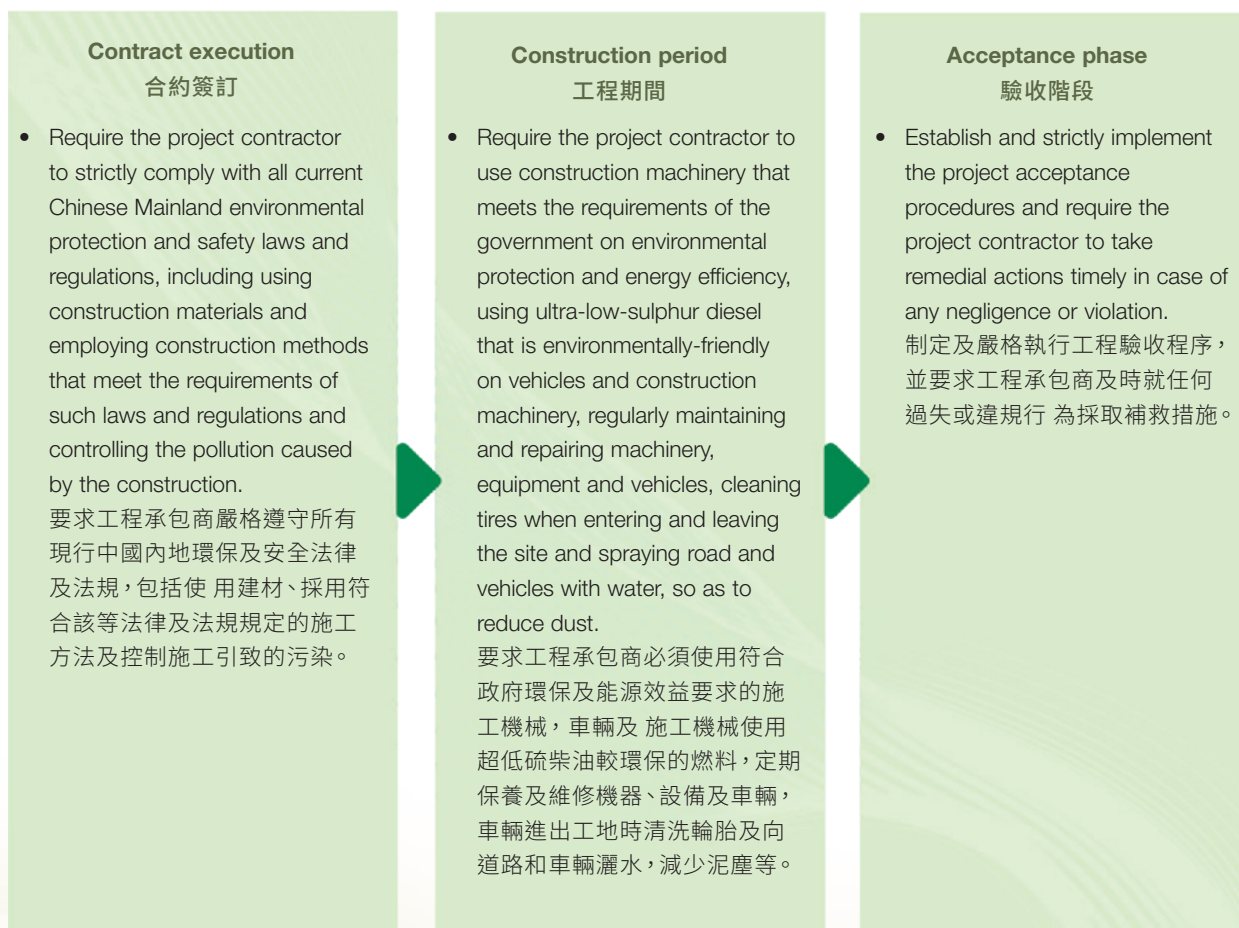 Contract execution
合約簽訂
• Require the project contractor
to strictly comply with all current
Chinese Mainland environmental
protection and safety laws and
regulations, including using
construction materials and
employing construction methods
that meet the requirements of
such laws and regulations and
controlling the pollution caused
by the construction.
要求工程承包商嚴格遵守所有
現行中國內地環保及安全法律
及法規，包括使 用建材、採用符
合該等法律及法規規定的施工
方法及控制施工引致的污染。
Construction period
工程期間
• Require the project contractor to
use construction machinery that
meets the requirements of the
government on environmental
protection and energy efficiency,
using ultra-low-sulphur diesel
that is environmentally-friendly
on vehicles and construction
machinery, regularly maintaining
and repairing machinery,
equipment and vehicles, cleaning
tires when entering and leaving
the site and spraying road and
vehicles with water, so as to
reduce dust.
要求工程承包商必須使用符合
政府環保及能源效益要求的施
工機械，車輛及 施工機械使用
超低硫柴油較環保的燃料，定期
保養及維修機器、設備及車輛，
車輛進出工地時清洗輪胎及向
道路和車輛灑水，減少泥塵等。
Acceptance phase
驗收階段
• Establish and strictly implement
the project acceptance
procedures and require the
project contractor to take
remedial actions timely in case of
any negligence or violation.
制定及嚴格執行工程驗收程序，
並要求工程承包商及時就任何
過失或違規行 為採取補救措施。